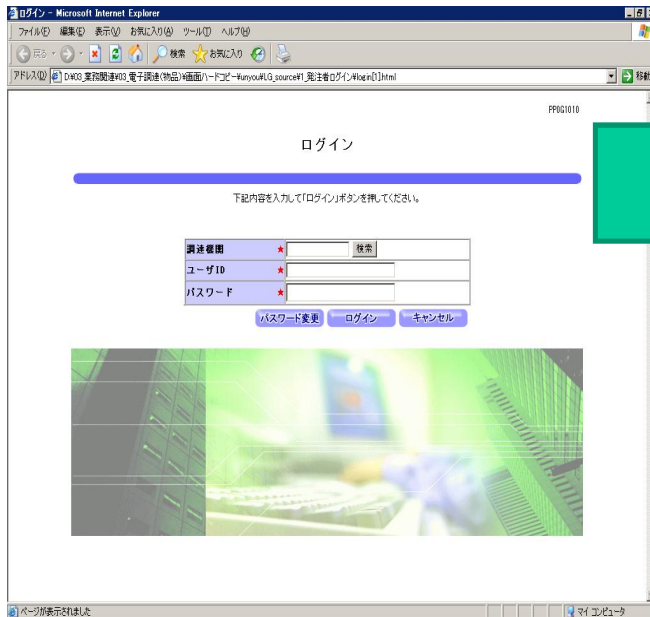 ログイン - Microsoft Internet Explorer
ファイル(F) 編集(E) 表示(V) お気に入り(A) ツール(T) ヘルプ(H)
戻る 検索 お気に入り
アドレス(D) D:¥03_業務関連¥03_電子調達(物品)¥画面ハードコピー¥unyou¥LG_source¥1_発注者ログイン¥login[1].html 移動
PP0G1010
ログイン
下記内容を入力して「ログイン」ボタンを押してください。
調達機関 ★ 検索
ユーザID ★
パスワード ★
パスワード変更 ログイン キャンセル
ページが表示されました マイ コンピュータ